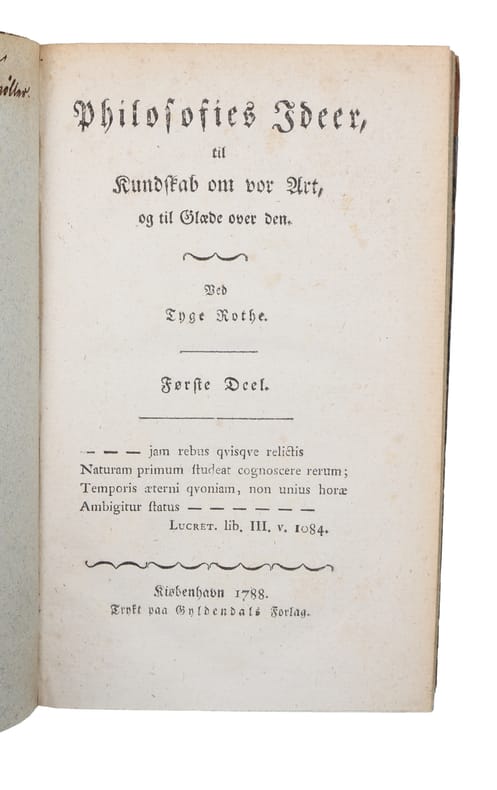 Philosofies Ideer,
til
Kundskab om vor Art,
og til Glæde over den.
Ved
Tyge Rothe.
Første Deel.
— — — jam rebus qvisqve relictis
Naturam primum studeat cognoscere rerum;
Temporis æterni qvoniam, non unius horæ
Ambigitur status — — — — — —
Lucret. lib. III. v. 1084.
Kiøbenhavn 1788.
Trykt paa Gyldendals Forlag.